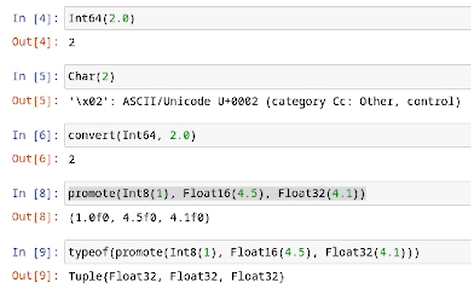 In [4]: Int64(2.0)
Out[4]: 2
In [5]: Char(2)
Out[5]: '\x02': ASCII/Unicode U+0002 (category Cc: Other, control)
In [6]: convert(Int64, 2.0)
Out[6]: 2
In [8]: promote(Int8(1), Float16(4.5), Float32(4.1))
Out[8]: (1.0f0, 4.5f0, 4.1f0)
In [9]: typeof(promote(Int8(1), Float16(4.5), Float32(4.1)))
Out[9]: Tuple{Float32, Float32, Float32}